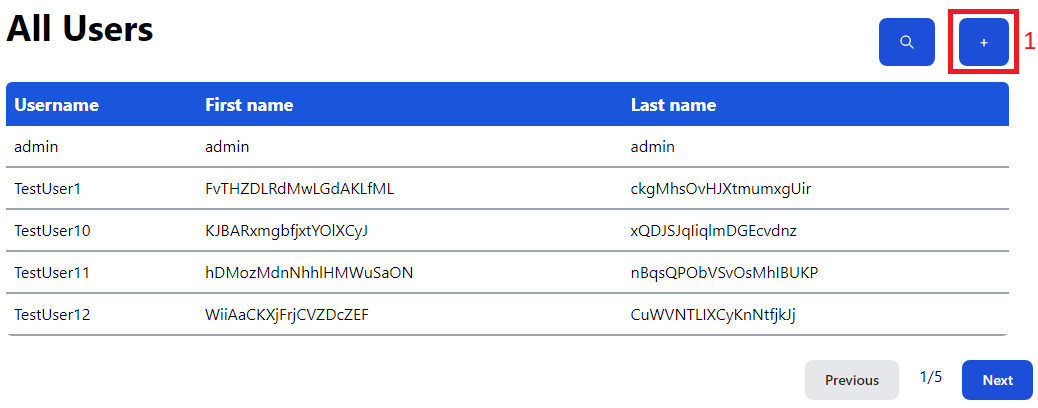 All Users
+ 1
Username First name Last name
admin admin admin
TestUser1 FvTHZDLRdMwLGdAKLfML ckgMhsOvHJXtmumxgUir
TestUser10 KJBARxmgbfjxtYOlXCyJ xQDJSJqIiqlmDGEcvdnz
TestUser11 hDMozMdnNhhlHMWuSaON nBqsQPObVSvOsMhIBUKP
TestUser12 WiiAaCKXjFrjCVZDcZEF CuWVNTLIXCyKnNtfjkJj
Previous 1/5 Next